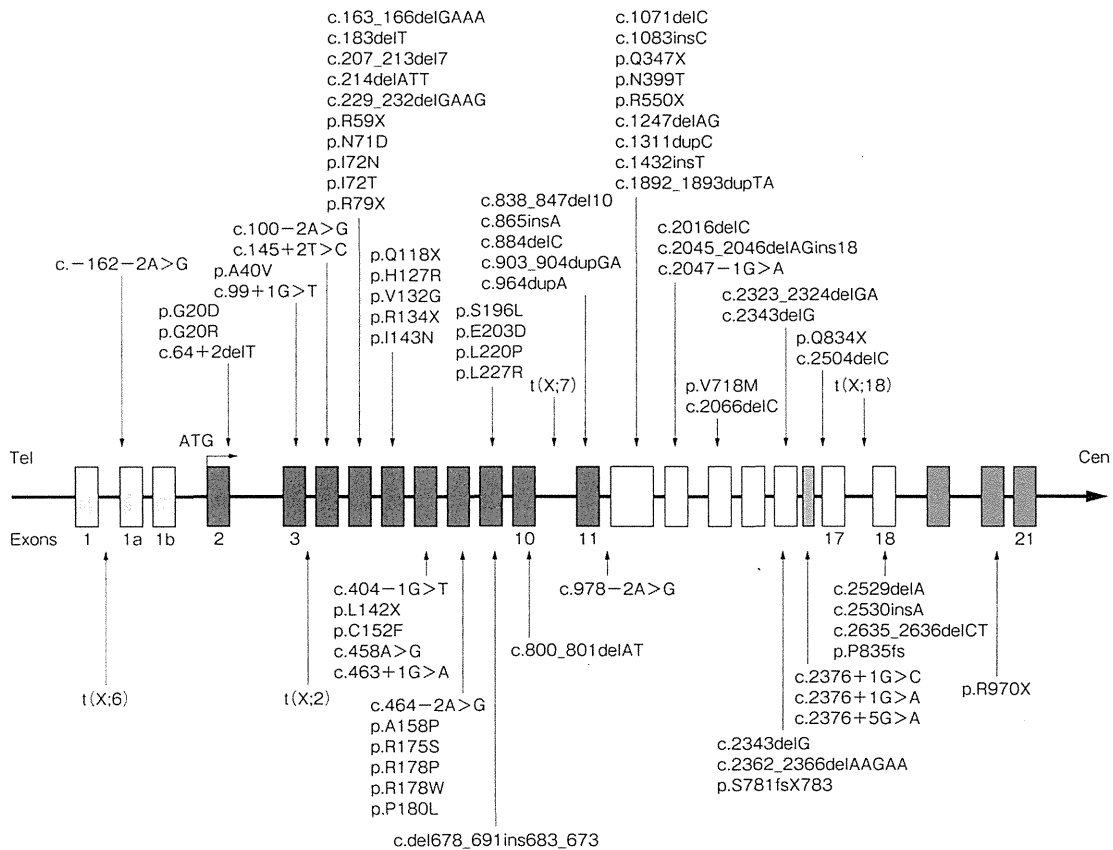 c.163_166delGAAA
c.183delT
c.207_213del7
c.214delATT
c.229_232delGAAG
p.R59X
p.N71D
p.I72N
p.I72T
p.R79X
c.1071delC
c.1083insC
p.Q347X
p.N399T
p.R550X
c.1247delAG
c.1311dupC
c.1432insT
c.1892_1893dupTA
c.838_847del10
c.865insA
c.884delC
c.903_904dupGA
c.964dupA
c.100-2A>G
c.145+2T>C
c.2016delC
c.2045_2046delAGins18
c.2047-1G>A
c.-162-2A>G
p.A40V
c.99+1G>T
p.Q118X
p.H127R
p.V132G
p.R134X
p.I143N
p.G20D
p.G20R
c.64+2delT
p.S196L
p.E203D
p.L220P
p.L227R
c.2323_2324delGA
c.2343delG
p.Q834X
c.2504delC
t(X;7)
p.V718M
c.2066delC
t(X;18)
ATG
Tel
Cen
Exons 1 1a 1b 2 3 10 11 17 18 21
c.404-1G>T
p.L142X
p.C152F
c.458A>G
c.463+1G>A
c.978-2A>G
c.800_801delAT
c.2529delA
c.2530insA
c.2635_2636delCT
p.P835fs
t(X;6)
t(X;2)
c.2376+1G>C
c.2376+1G>A
c.2376+5G>A
p.R970X
c.464-2A>G
p.A158P
p.R175S
p.R178P
p.R178W
p.P180L
c.2343delG
c.2362_2366delAAGAA
p.S781fsX783
c.del678_691ins683_673